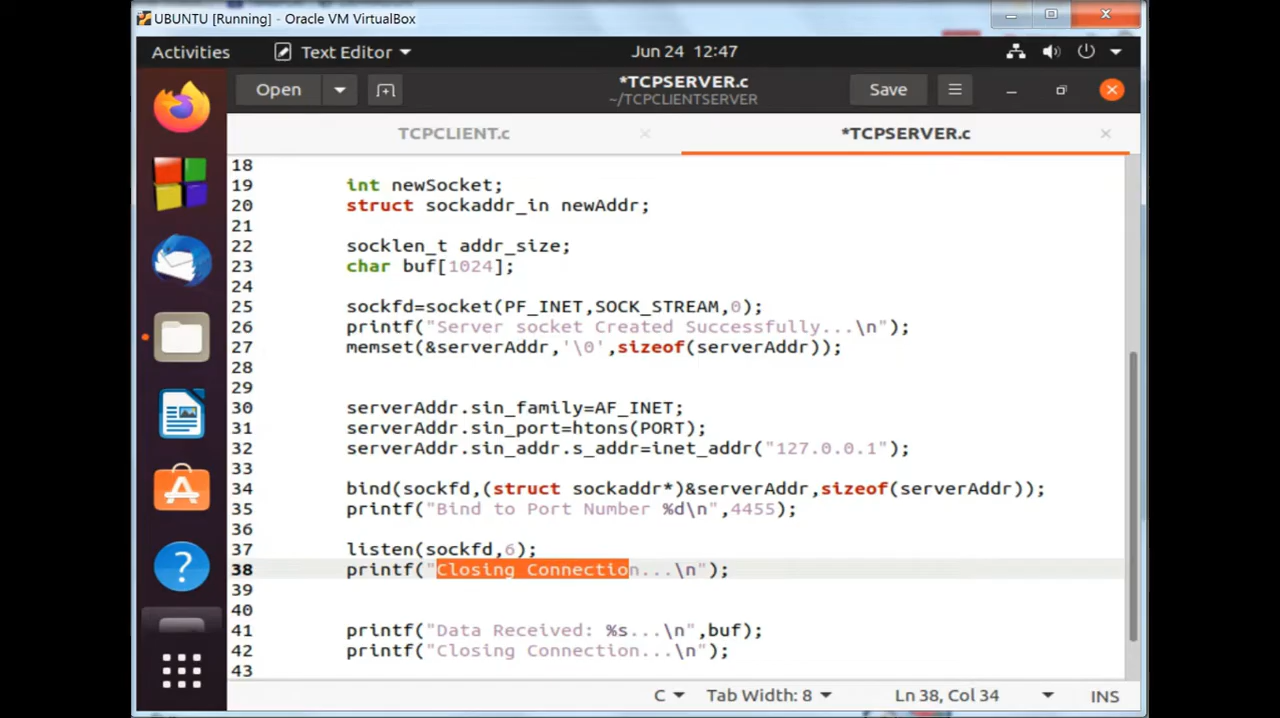 UBUNTU [Running] - Oracle VM VirtualBox
Activities Text Editor Jun 24 12:47
Open *TCPSERVER.c Save
~/TCPCLIENTSERVER
TCPCLIENT.c *TCPSERVER.c
18
19 int newSocket;
20 struct sockaddr_in newAddr;
21
22 socklen_t addr_size;
23 char buf[1024];
24
25 sockfd=socket(PF_INET,SOCK_STREAM,0);
26 printf("Server socket Created Successfully...\n");
27 memset(&serverAddr,'\0',sizeof(serverAddr));
28
29
30 serverAddr.sin_family=AF_INET;
31 serverAddr.sin_port=htons(PORT);
32 serverAddr.sin_addr.s_addr=inet_addr("127.0.0.1");
33
34 bind(sockfd,(struct sockaddr*)&serverAddr,sizeof(serverAddr));
35 printf("Bind to Port Number %d\n",4455);
36
37 listen(sockfd,6);
38 printf("Closing Connection...\n");
39
40
41 printf("Data Received: %s...\n",buf);
42 printf("Closing Connection...\n");
43
C Tab Width: 8 Ln 38, Col 34 INS